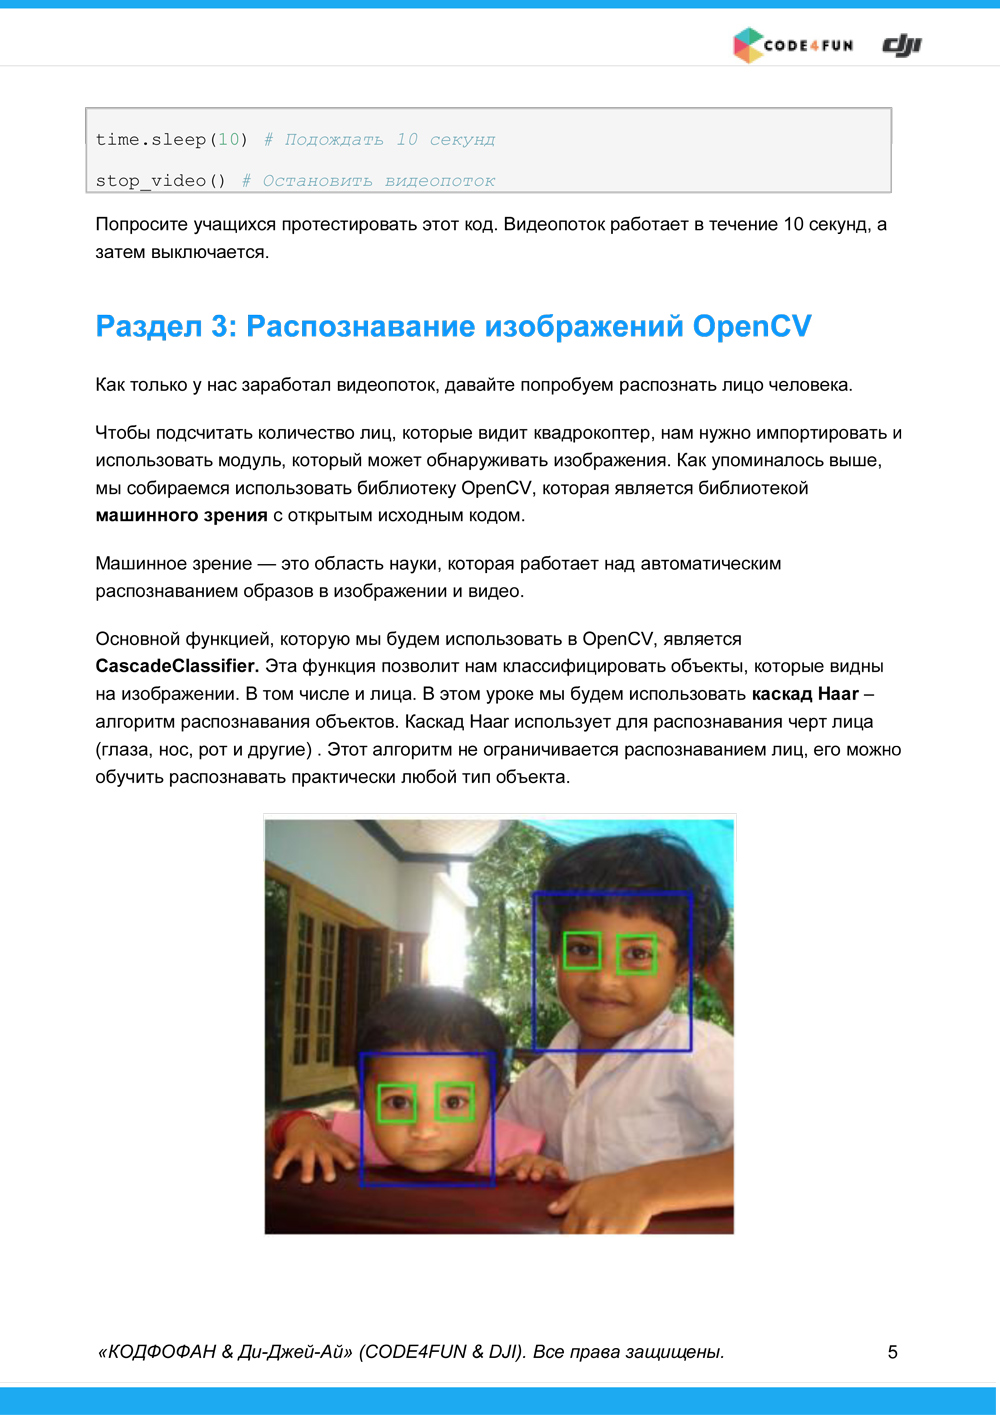 CODE4FUN dji
time.sleep(10) # Подождать 10 секунд
stop_video() # Остановить видеопоток
Попросите учащихся протестировать этот код. Видеопоток работает в течение 10 секунд, а
затем выключается.
Раздел 3: Распознавание изображений OpenCV
Как только у нас заработал видеопоток, давайте попробуем распознать лицо человека.
Чтобы подсчитать количество лиц, которые видит квадрокоптер, нам нужно импортировать и
использовать модуль, который может обнаруживать изображения. Как упоминалось выше,
мы собираемся использовать библиотеку OpenCV, которая является библиотекой
машинного зрения с открытым исходным кодом.
Машинное зрение — это область науки, которая работает над автоматическим
распознаванием образов в изображении и видео.
Основной функцией, которую мы будем использовать в OpenCV, является
CascadeClassifier. Эта функция позволит нам классифицировать объекты, которые видны
на изображении. В том числе и лица. В этом уроке мы будем использовать каскад Haar –
алгоритм распознавания объектов. Каскад Haar использует для распознавания черт лица
(глаза, нос, рот и другие) . Этот алгоритм не ограничивается распознаванием лиц, его можно
обучить распознавать практически любой тип объекта.
«КОДФОФАН & Ди-Джей-Ай» (CODE4FUN & DJI). Все права защищены.
5